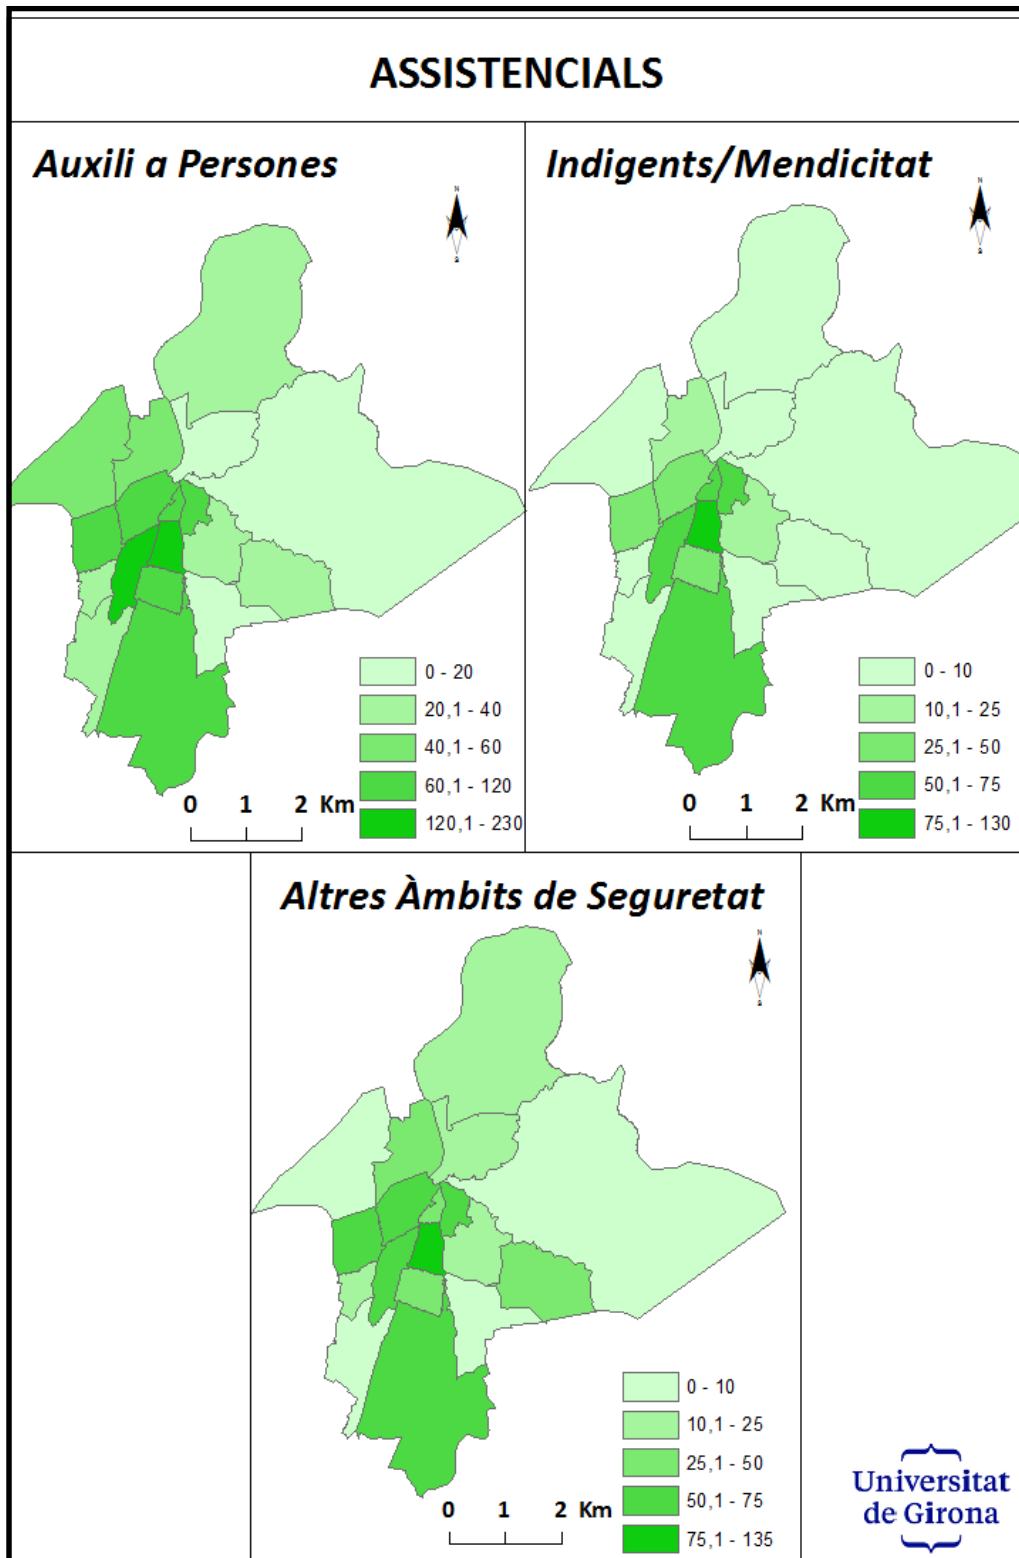 ASSISTENCIALS
Auxili a Persones
N
S
0 - 20
20,1 - 40
40,1 - 60
60,1 - 120
120,1 - 230
0 1 2 Km
Indigents/Mendicitat
N
S
0 - 10
10,1 - 25
25,1 - 50
50,1 - 75
75,1 - 130
0 1 2 Km
Altres Àmbits de Seguretat
N
S
0 - 10
10,1 - 25
25,1 - 50
50,1 - 75
75,1 - 135
0 1 2 Km
Universitat
de Girona